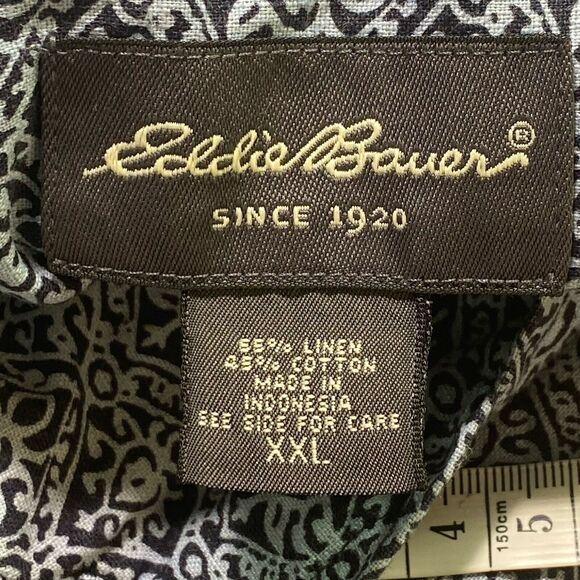 Eddie Bauer®
SINCE 1920
55% LINEN
45% COTTON
MADE IN
INDONESIA
SEE SIDE FOR CARE
XXL
4
150cm
5